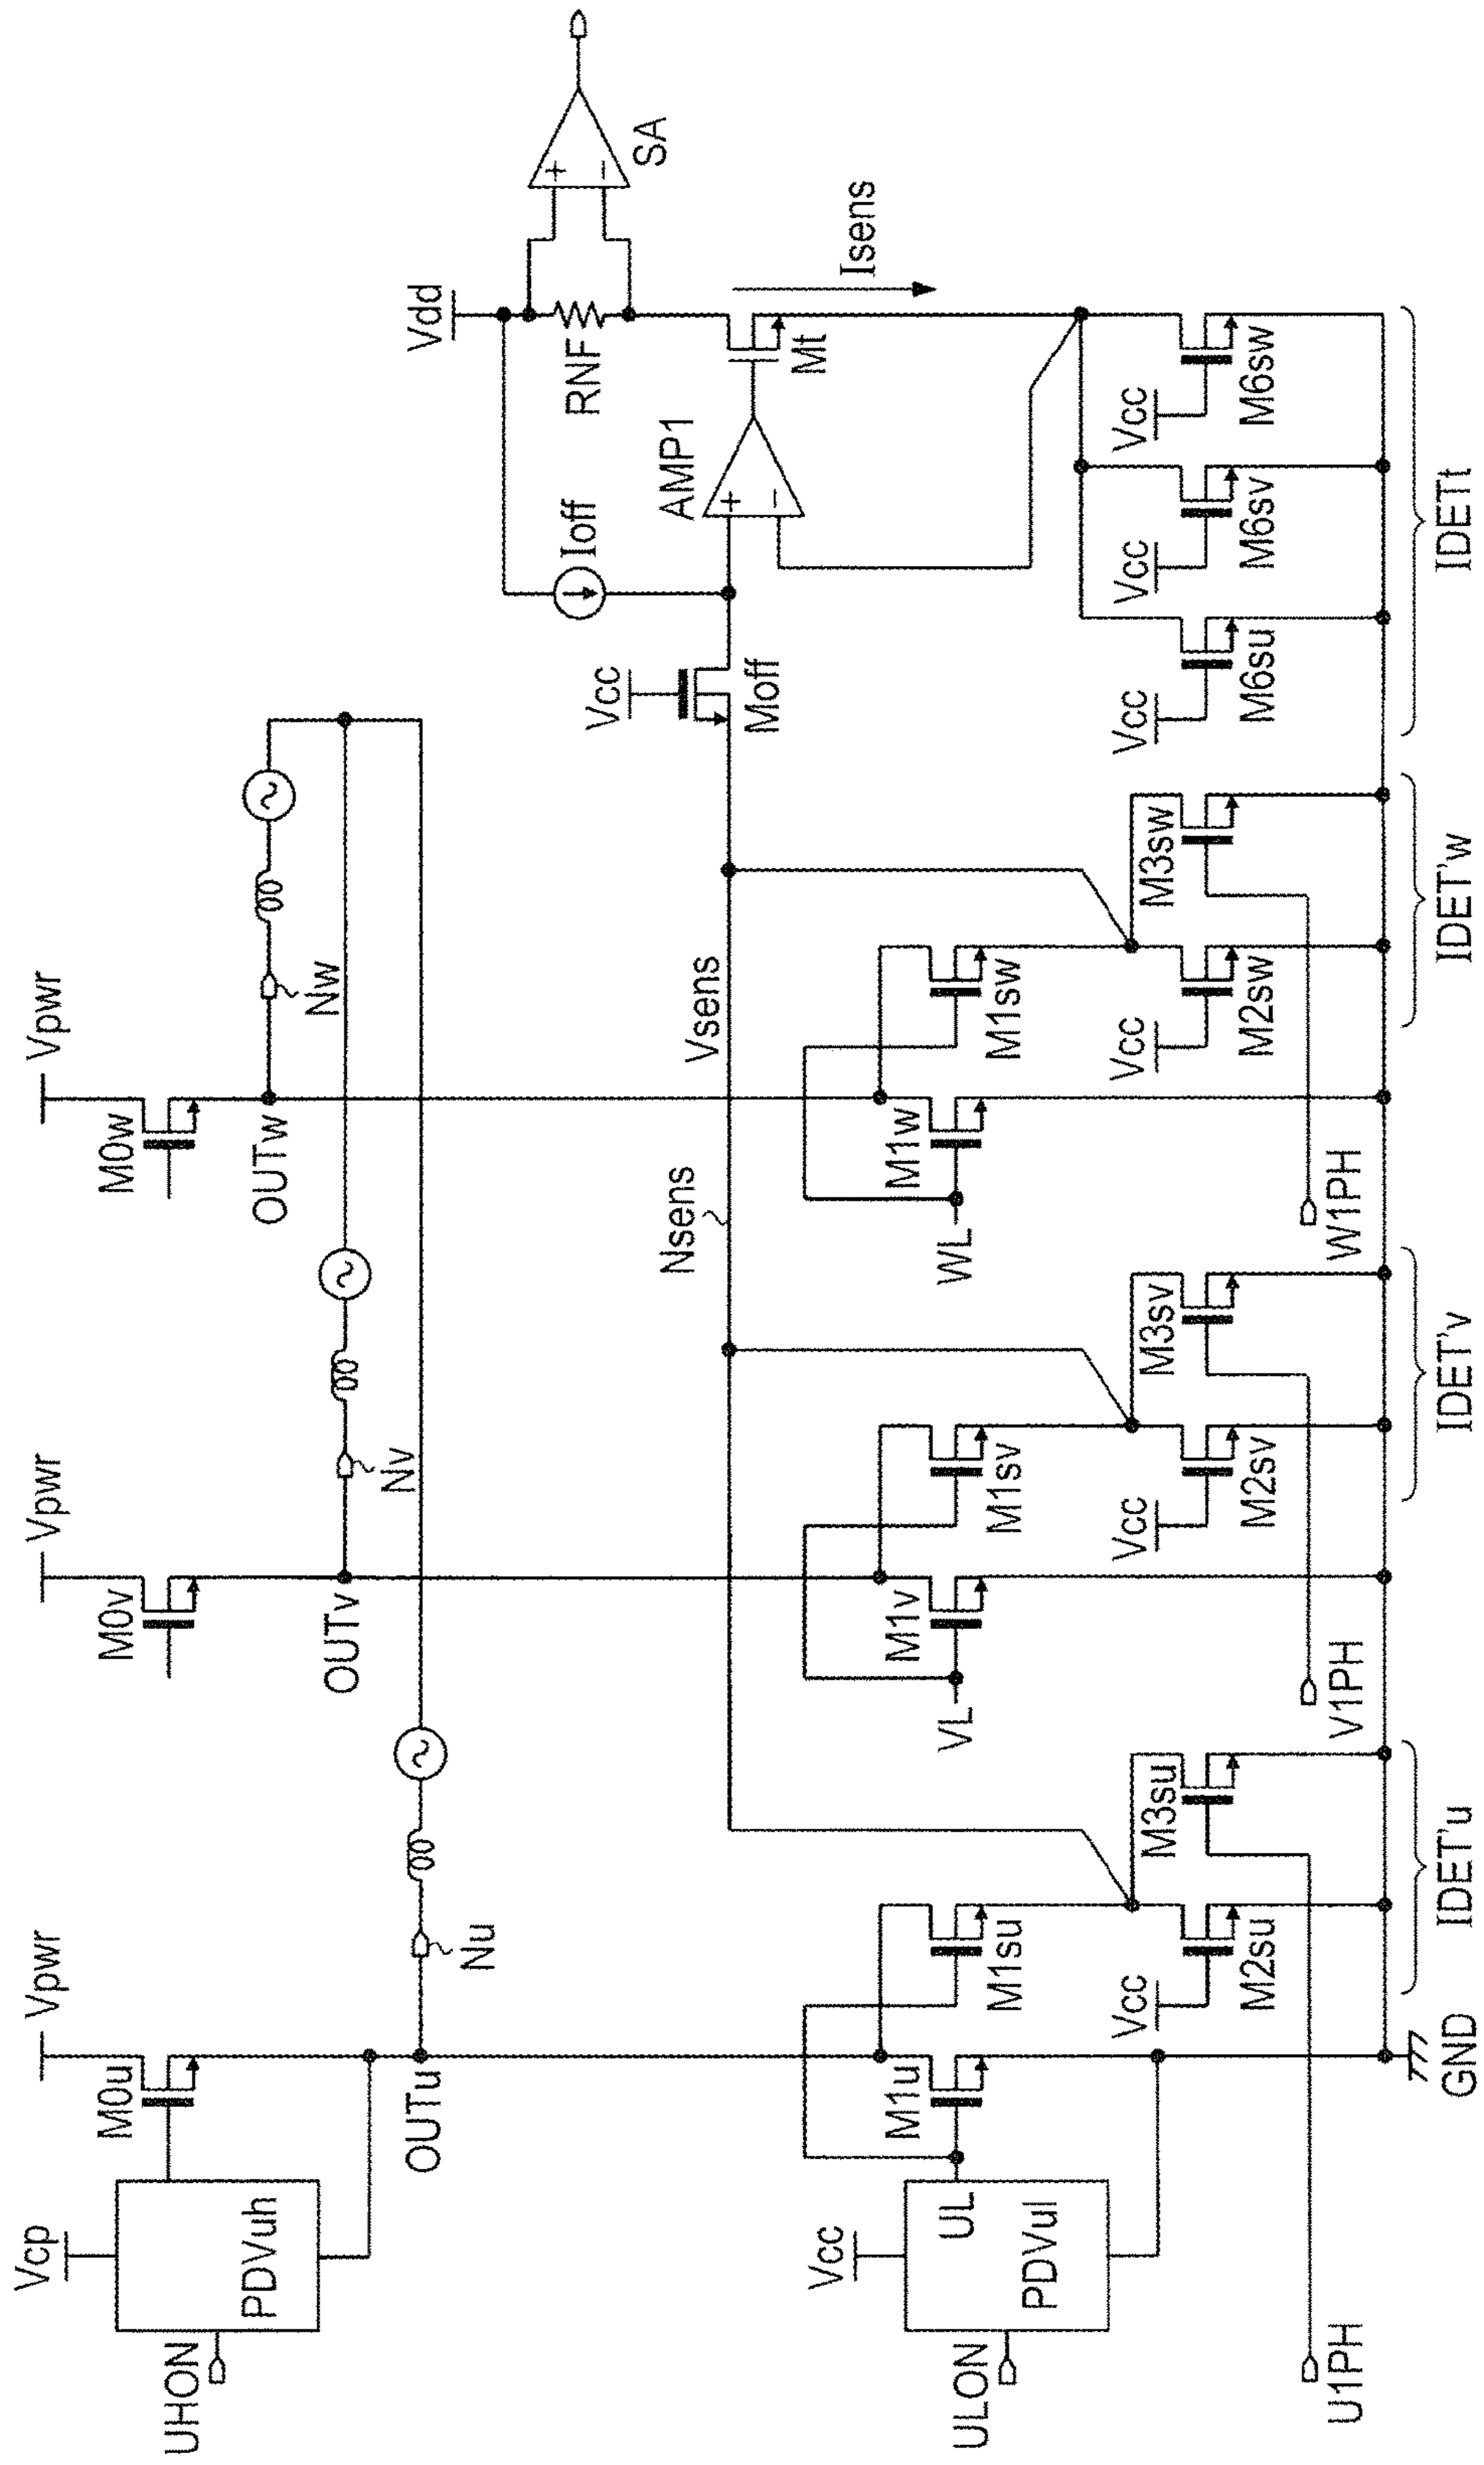 Vpwr
Vpwr
Vpwr
Vcp
UHON
PDVuh
M0u
M0v
M0w
OUTu
OUTv
OUTw
Nu
Nv
Nw
Vdd
RNF
SA
+
−
Ioff
Vcc
Moff
AMP1
+
−
Mt
Isens
Nsens
Vsens
Vcc
ULON
UL
PDVul
M1u
M1su
VL
M1v
M1sv
WL
M1w
M1sw
Vcc
M2su
M3su
Vcc
M2sv
M3sv
Vcc
M2sw
M3sw
Vcc
M6su
Vcc
M6sv
Vcc
M6sw
U1PH
V1PH
W1PH
GND
IDET'u
IDET'v
IDET'w
IDETt